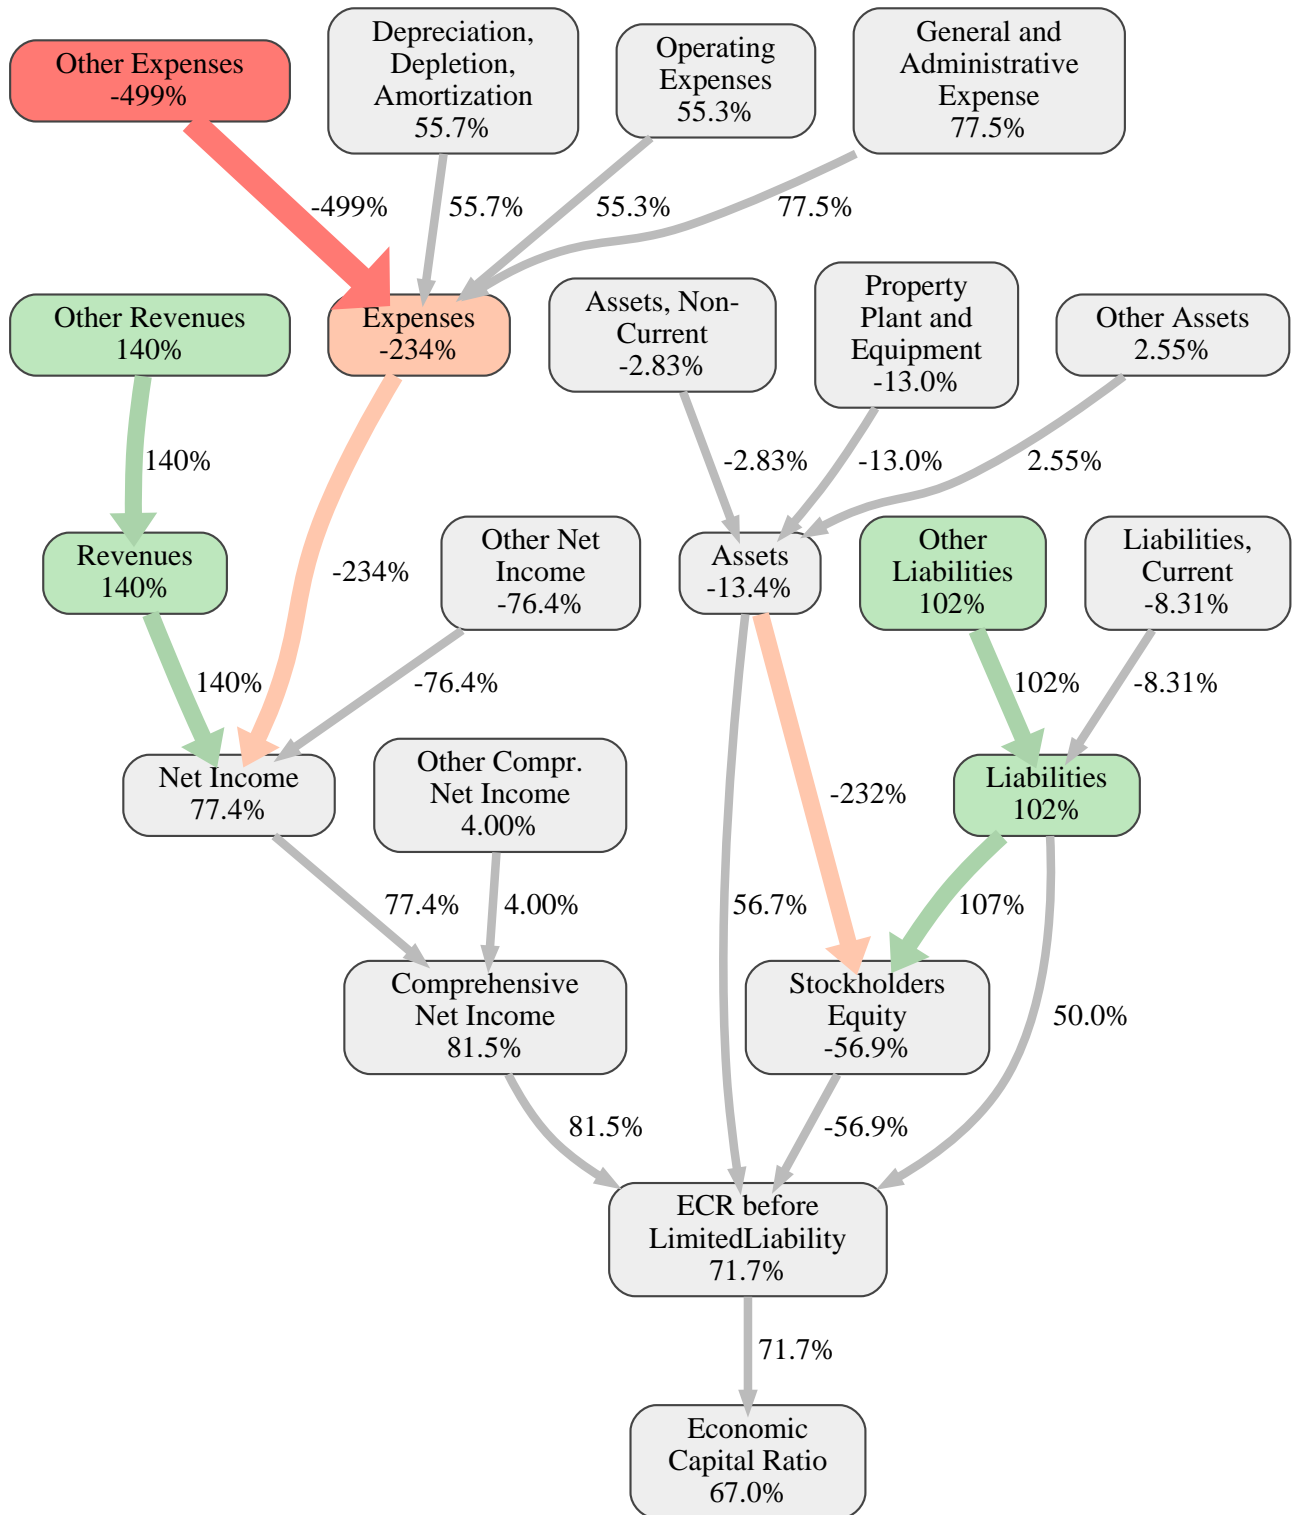 Other Expenses
-499%
Depreciation,
Depletion,
Amortization
55.7%
Operating
Expenses
55.3%
General and
Administrative
Expense
77.5%
-499%
55.7%
55.3%
77.5%
Other Revenues
140%
Expenses
-234%
Assets, Non-
Current
-2.83%
Property
Plant and
Equipment
-13.0%
Other Assets
2.55%
140%
-2.83%
-13.0%
2.55%
Revenues
140%
-234%
Other Net
Income
-76.4%
Assets
-13.4%
Other
Liabilities
102%
Liabilities,
Current
-8.31%
140%
-76.4%
102%
-8.31%
Net Income
77.4%
Other Compr.
Net Income
4.00%
-232%
Liabilities
102%
77.4%
4.00%
56.7%
107%
Comprehensive
Net Income
81.5%
Stockholders
Equity
-56.9%
50.0%
81.5%
-56.9%
ECR before
LimitedLiability
71.7%
71.7%
Economic
Capital Ratio
67.0%